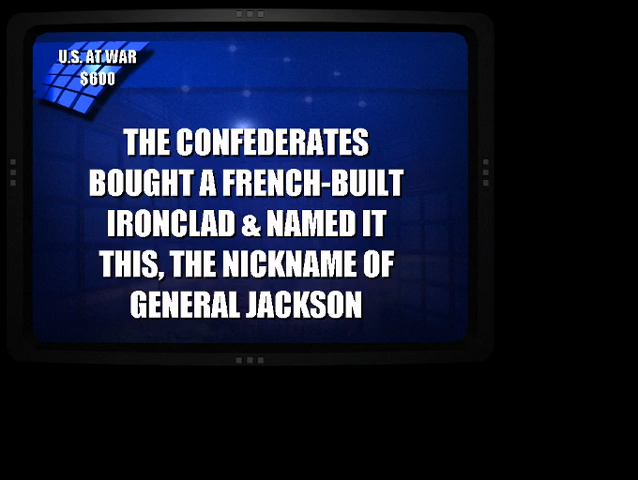 U.S. AT WAR
$600
THE CONFEDERATES
BOUGHT A FRENCH-BUILT
IRONCLAD & NAMED IT
THIS, THE NICKNAME OF
GENERAL JACKSON